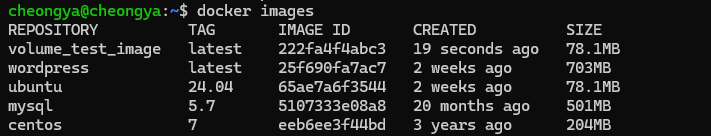 cheongya@cheongya:~$ docker images
REPOSITORY TAG IMAGE ID CREATED SIZE
volume_test_image latest 222fa4f4abc3 19 seconds ago 78.1MB
wordpress latest 25f690fa7ac7 2 weeks ago 703MB
ubuntu 24.04 65ae7a6f3544 2 weeks ago 78.1MB
mysql 5.7 5107333e08a8 20 months ago 501MB
centos 7 eeb6ee3f44bd 3 years ago 204MB